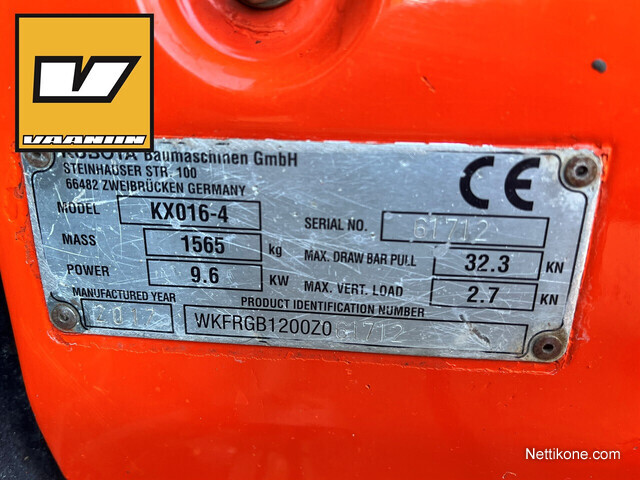 VAANIIN
KUBOTA Baumaschinen GmbH
STEINHAUSER STR. 100
66482 ZWEIBRÜCKEN GERMANY
CE
MODEL KX016-4
SERIAL NO. 61712
MASS 1565 kg
MAX. DRAW BAR PULL 32.3 KN
POWER 9.6 KW
MAX. VERT. LOAD 2.7 KN
MANUFACTURED YEAR 2017
PRODUCT IDENTIFICATION NUMBER
WKFRGB1200Z061712
Nettikone.com